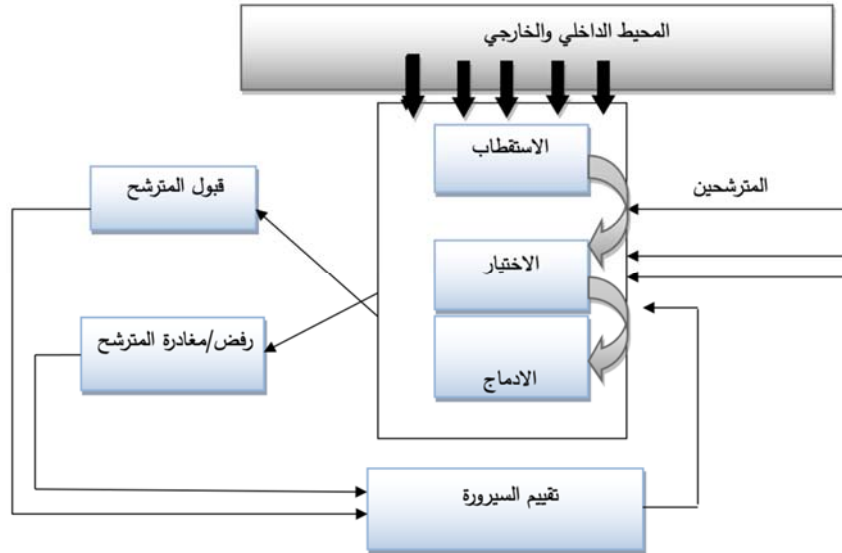 المحيط الداخلي والخارجي
الاستقطاب
المترشحين
قبول المترشح
الاختيار
رفض/مغادرة المترشح
الادماج
تقييم السيرورة